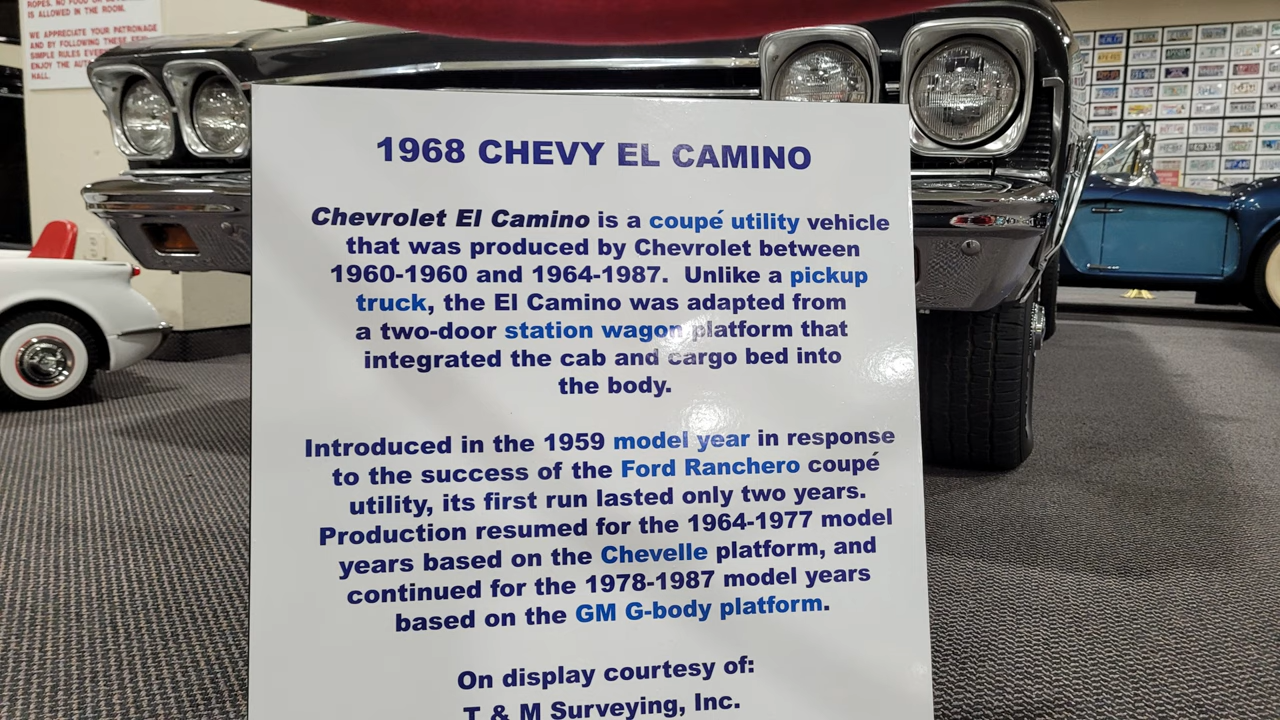 ROPES. NO FOOD OR
IS ALLOWED IN THE ROOM.
WE APPRECIATE YOUR PATRONAGE
AND BY FOLLOWING THESE FEW
SIMPLE RULES
ENJOY THE
HALL.
1968 CHEVY EL CAMINO
Chevrolet El Camino is a coupé utility vehicle
that was produced by Chevrolet between
1960-1960 and 1964-1987. Unlike a pickup
truck, the El Camino was adapted from
a two-door station wagon platform that
integrated the cab and cargo bed into
the body.
Introduced in the 1959 model year in response
to the success of the Ford Ranchero coupé
utility, its first run lasted only two years.
Production resumed for the 1964-1977 model
years based on the Chevelle platform, and
continued for the 1978-1987 model years
based on the GM G-body platform.
On display courtesy of:
T & M Surveying, Inc.